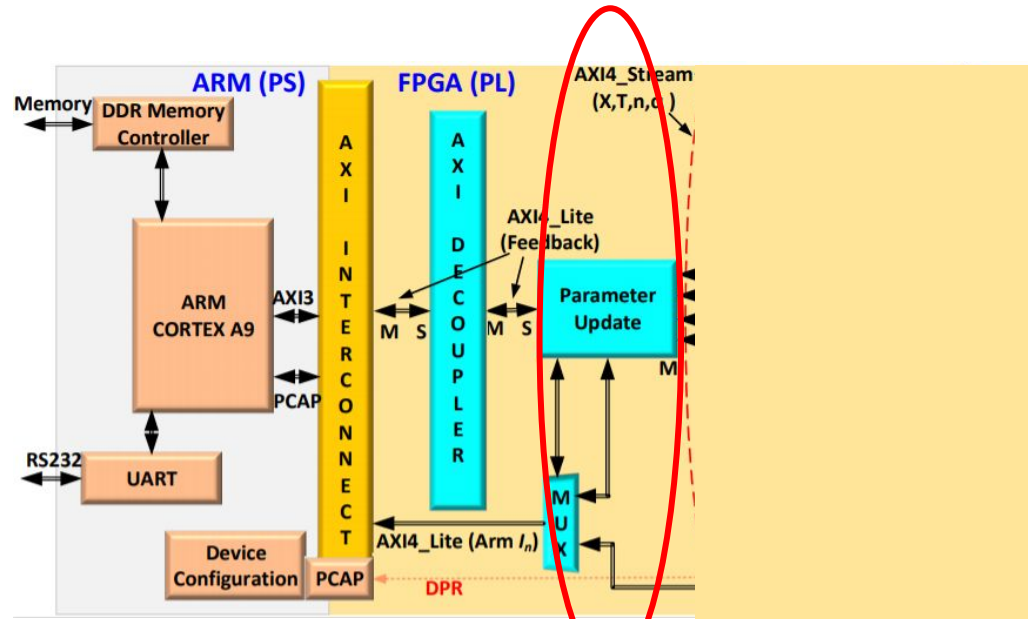 ARM (PS)
FPGA (PL)
AXI4_Stream
(X,T,n,α )
Memory
DDR Memory
Controller
A
X
I
I
N
T
E
R
C
O
N
N
E
C
T
A
X
I
D
E
C
O
U
P
L
E
R
AXI4_Lite
(Feedback)
ARM
CORTEX A9
AXI3
M S
M S
Parameter
Update
M
PCAP
RS232
UART
M
U
X
AXI4_Lite (Arm In)
Device
Configuration
PCAP
DPR